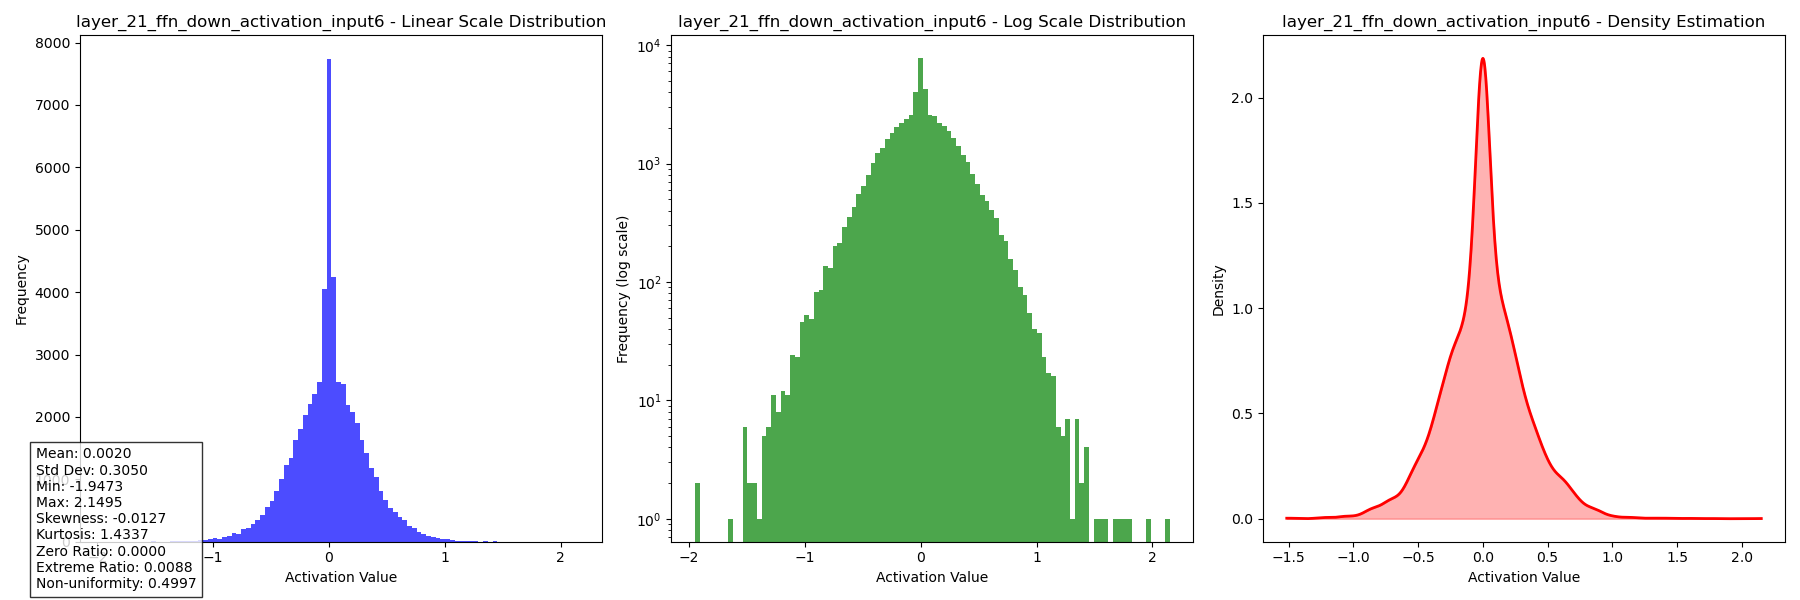 layer_21_ffn_down_activation_input6 - Linear Scale Distribution
8000
7000
6000
5000
4000
3000
2000
Frequency
Mean: 0.0020
Std Dev: 0.3050
Min: -1.9473
Max: 2.1495
Skewness: -0.0127
Kurtosis: 1.4337
Zero Ratio: 0.0000
Extreme Ratio: 0.0088
Non-uniformity: 0.4997
−1 0 1 2
Activation Value
layer_21_ffn_down_activation_input6 - Log Scale Distribution
10⁴
10³
10²
10¹
10⁰
Frequency (log scale)
−2 −1 0 1 2
Activation Value
layer_21_ffn_down_activation_input6 - Density Estimation
2.0
1.5
1.0
0.5
0.0
Density
−1.5 −1.0 −0.5 0.0 0.5 1.0 1.5 2.0
Activation Value